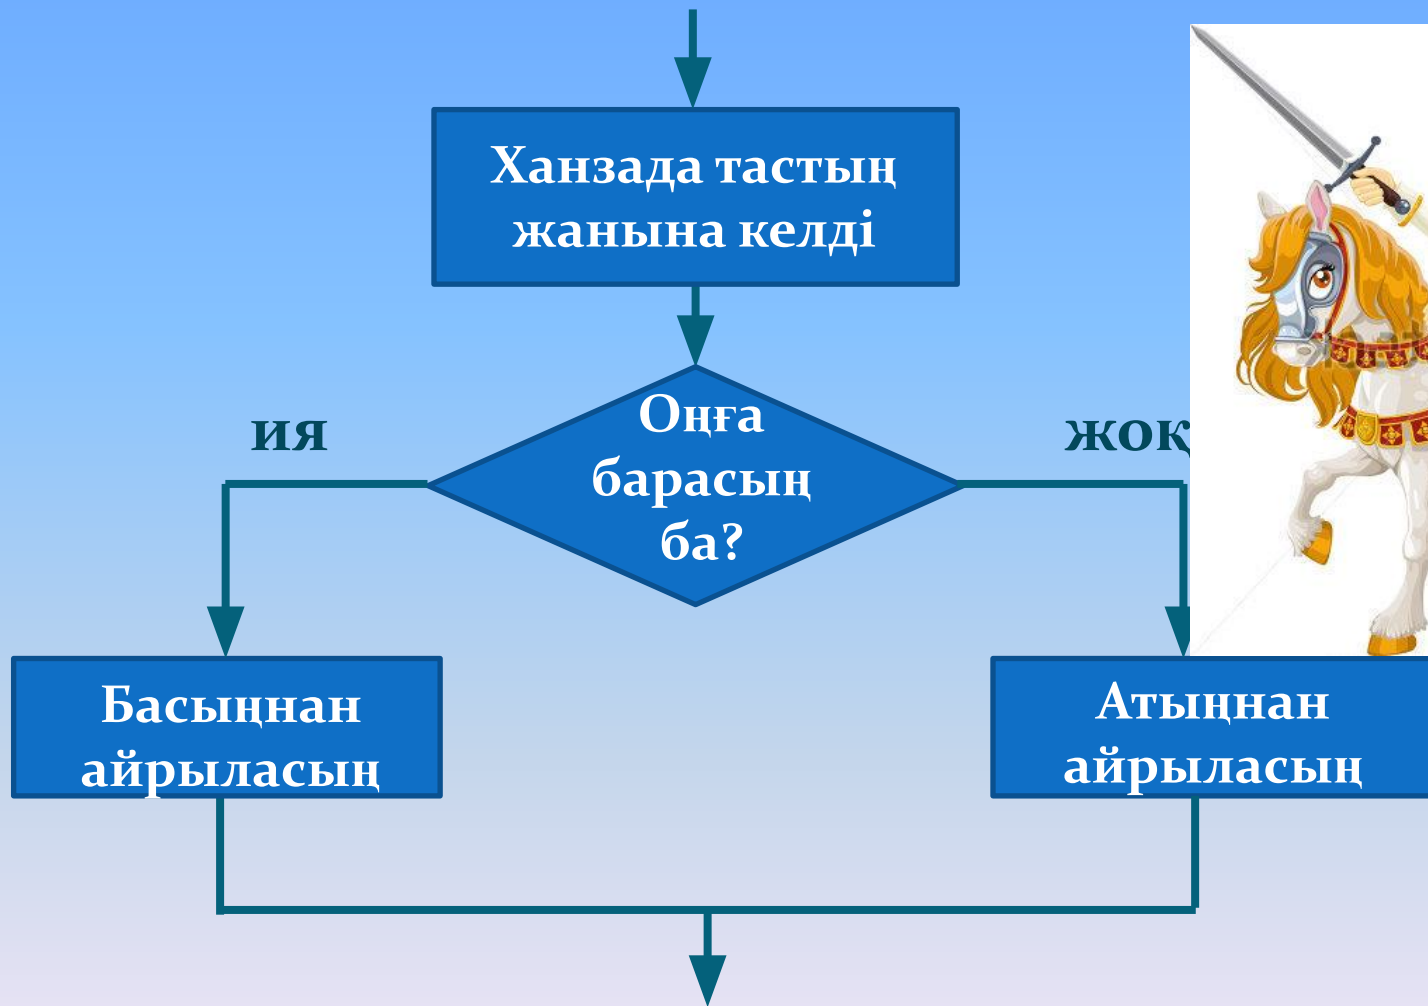 Ханзада тастың
жанына келді
Оңға
барасың
ба?
ия
жоқ
Басыңнан
айрыласың
Атыңнан
айрыласың